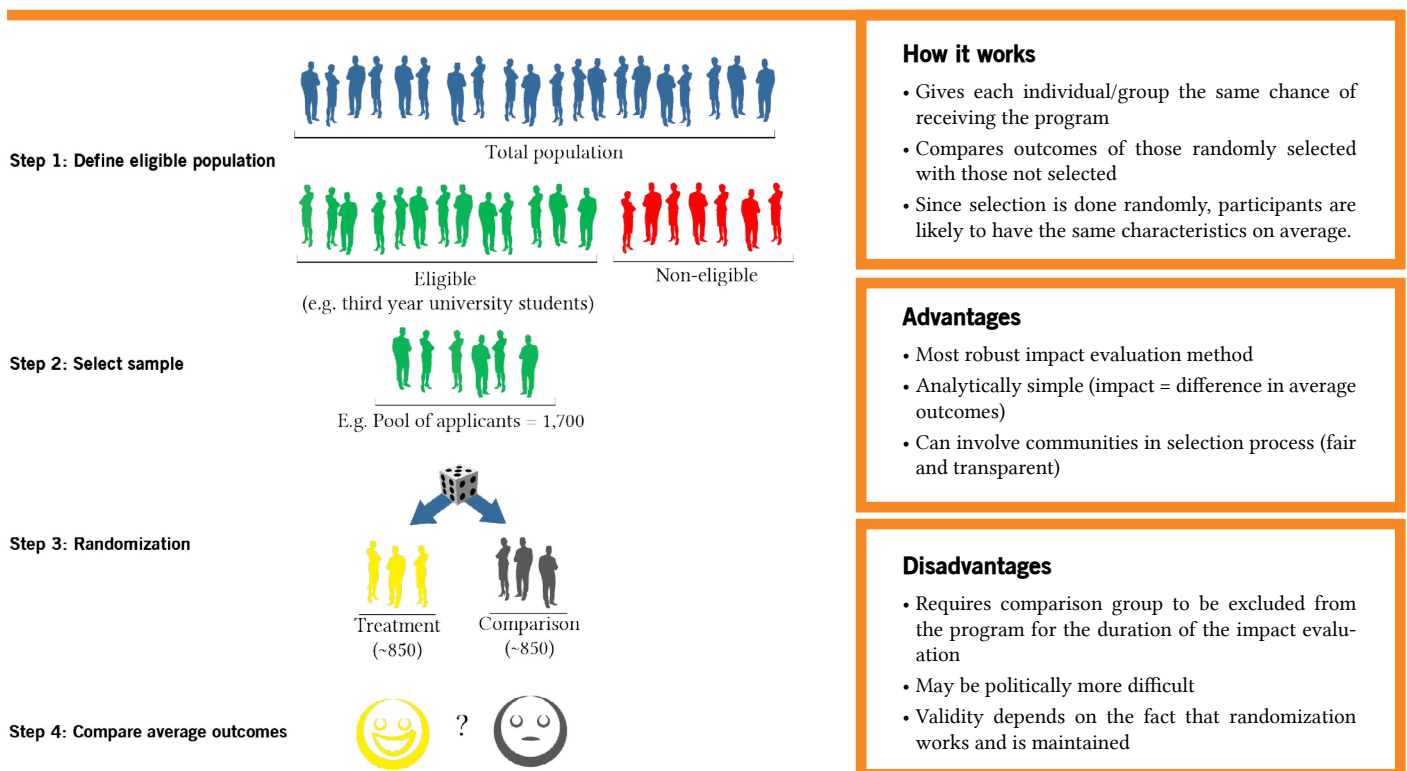 Step 1: Define eligible population
Total population
Eligible
(e.g. third year university students)
Non-eligible
Step 2: Select sample
E.g. Pool of applicants = 1,700
Step 3: Randomization
Treatment
(~850)
Comparison
(~850)
Step 4: Compare average outcomes
?
How it works
• Gives each individual/group the same chance of
receiving the program
• Compares outcomes of those randomly selected
with those not selected
• Since selection is done randomly, participants are
likely to have the same characteristics on average.
Advantages
• Most robust impact evaluation method
• Analytically simple (impact = difference in average
outcomes)
• Can involve communities in selection process (fair
and transparent)
Disadvantages
• Requires comparison group to be excluded from
the program for the duration of the impact evalu-
ation
• May be politically more difficult
• Validity depends on the fact that randomization
works and is maintained